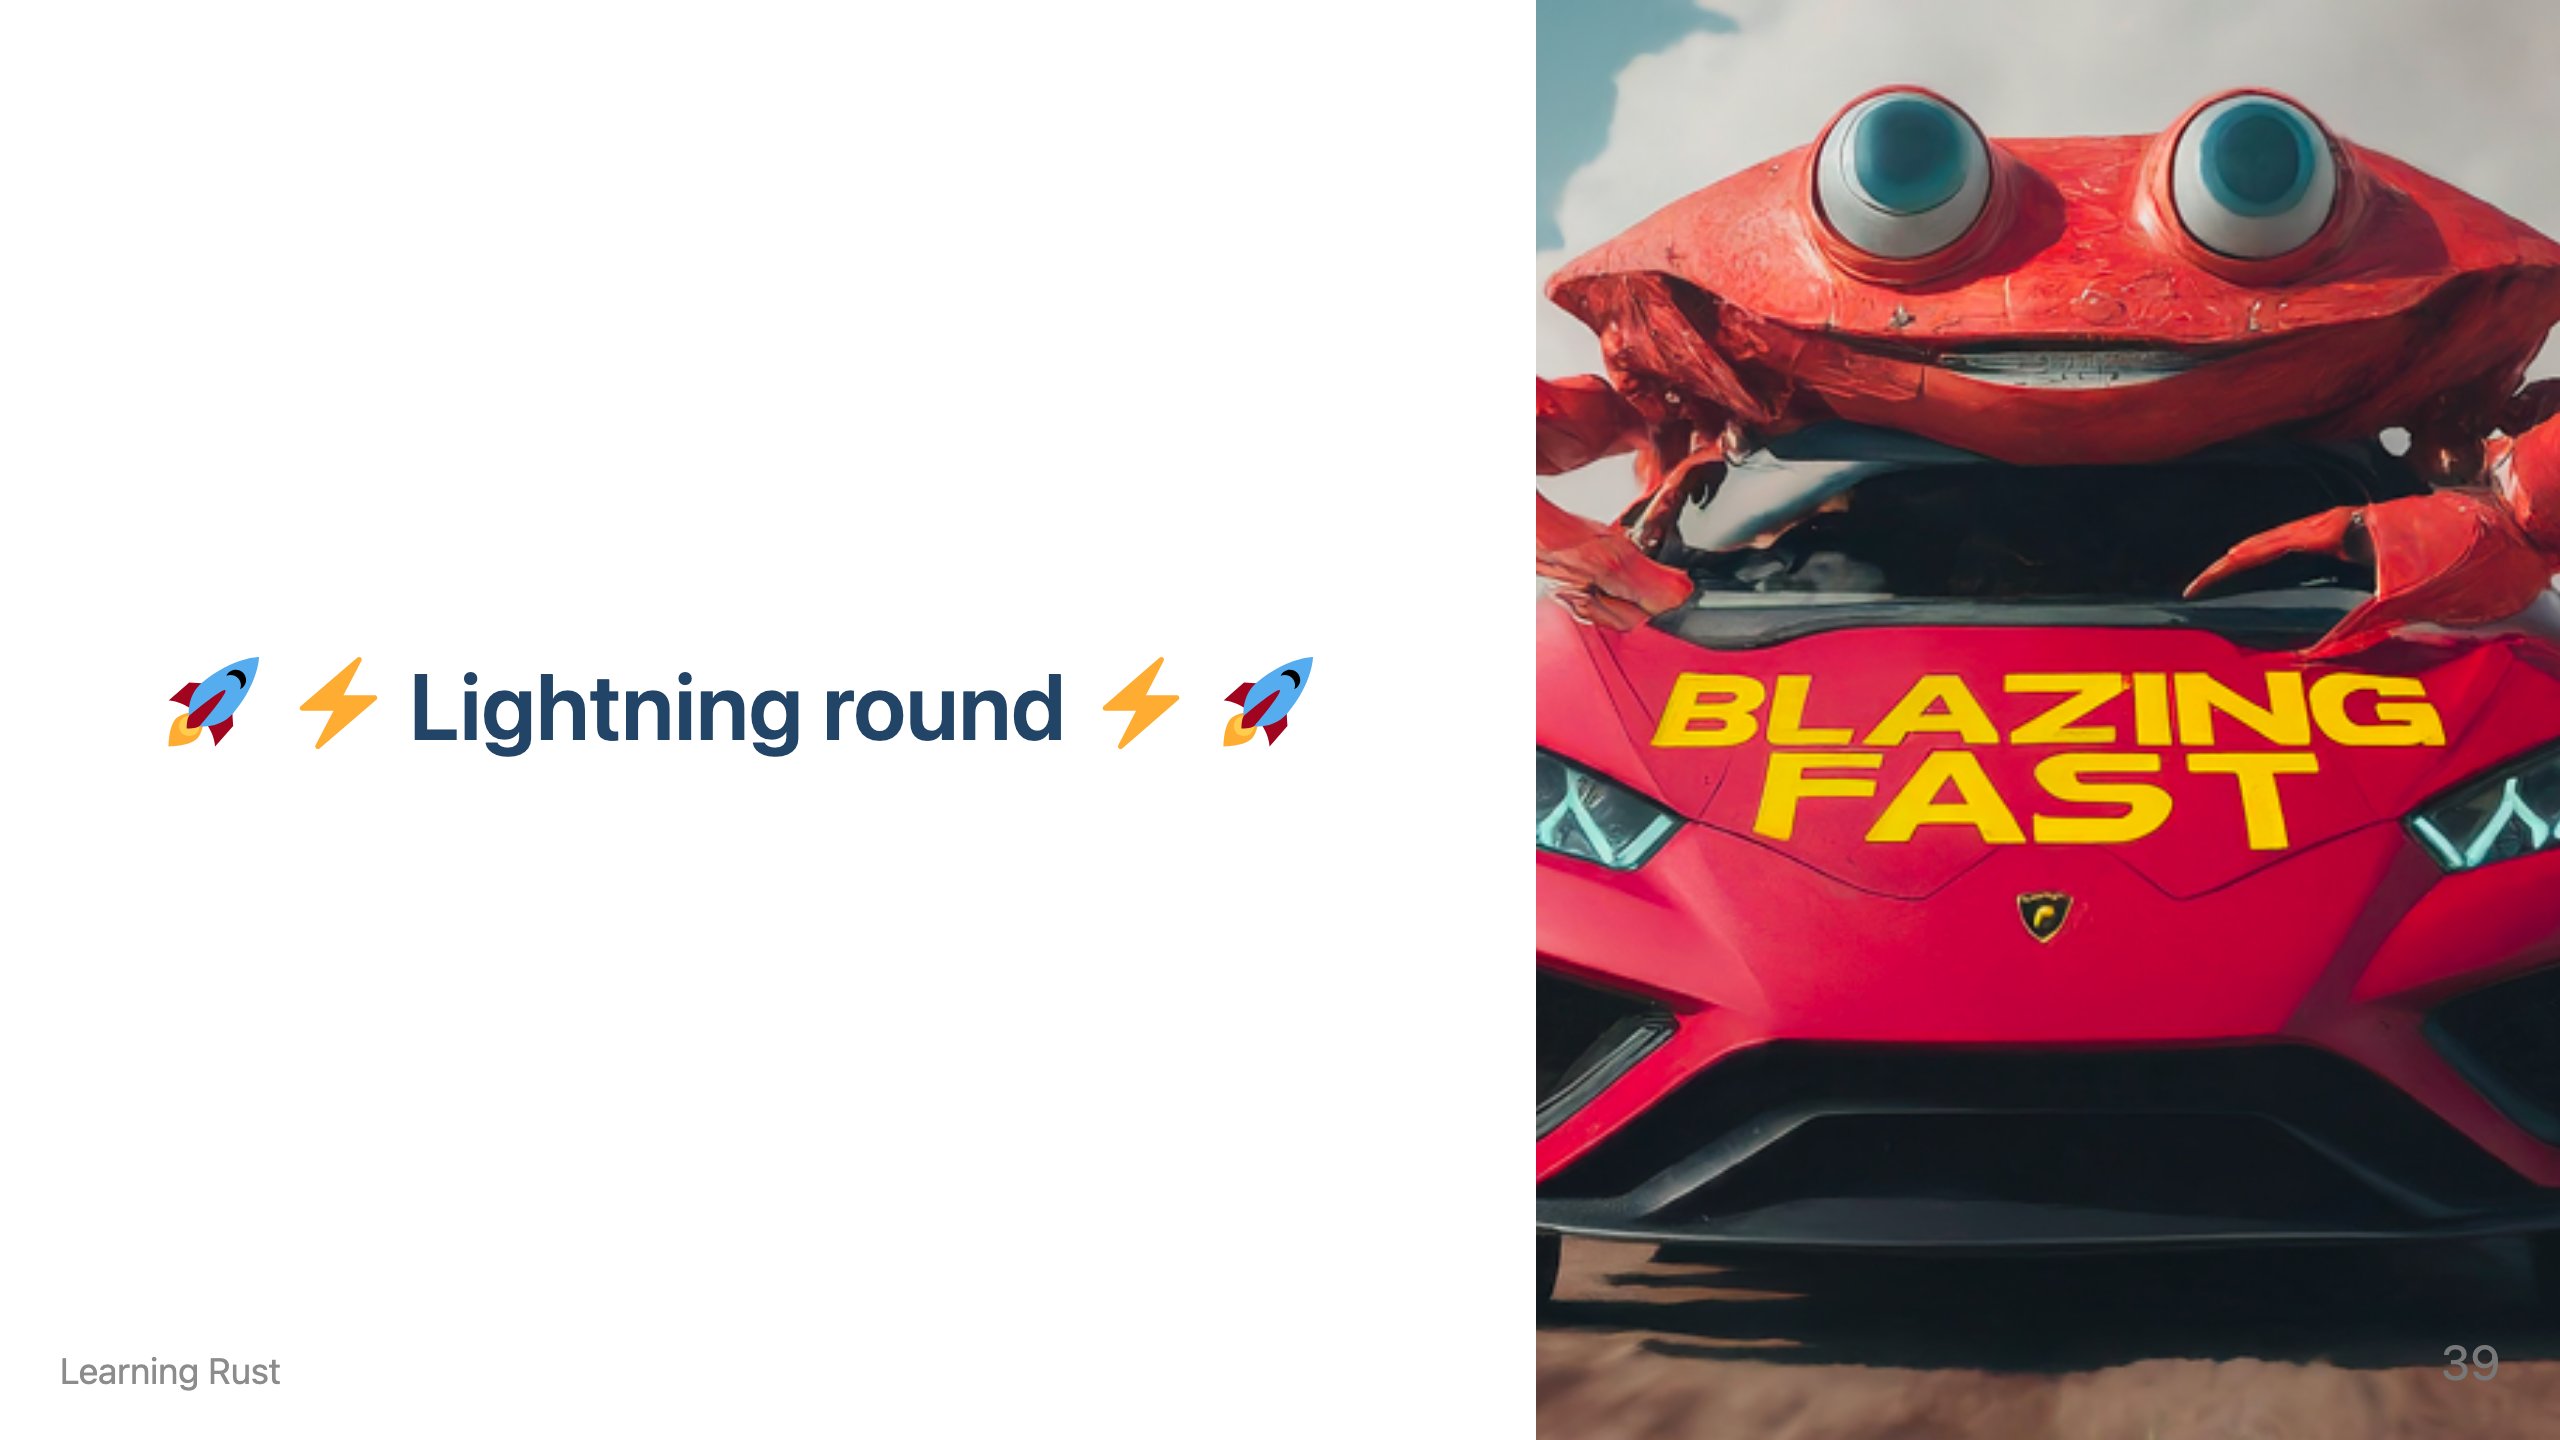 🚀 ⚡ Lightning round ⚡ 🚀
BLAZING
FAST
Learning Rust
39